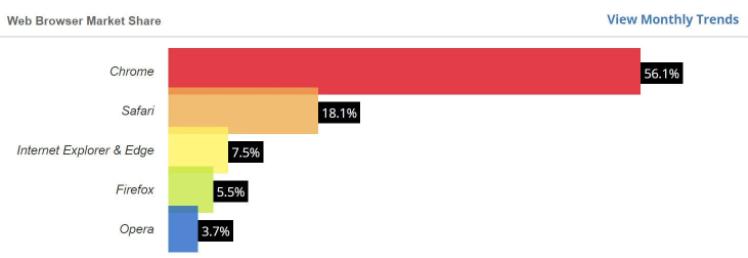 Web Browser Market Share
View Monthly Trends
Chrome
56.1%
Safari
18.1%
Internet Explorer & Edge
7.5%
Firefox
5.5%
Opera
3.7%